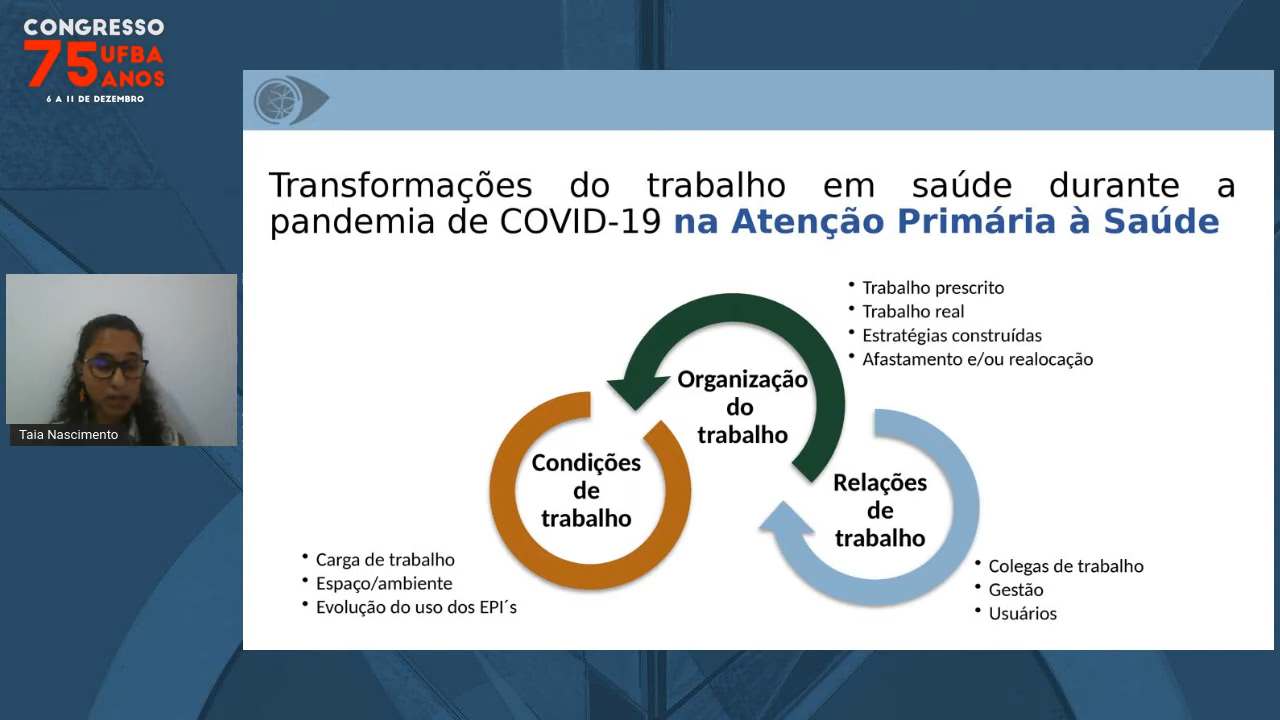 CONGRESSO
75 UFBA
ANOS
6 A 11 DE DEZEMBRO
Transformações do trabalho em saúde durante a
pandemia de COVID-19 na Atenção Primária à Saúde
• Trabalho prescrito
• Trabalho real
• Estratégias construídas
• Afastamento e/ou realocação
Organização
do
trabalho
Condições
de
trabalho
Relações
de
trabalho
• Carga de trabalho
• Espaço/ambiente
• Evolução do uso dos EPI´s
• Colegas de trabalho
• Gestão
• Usuários
Taia Nascimento